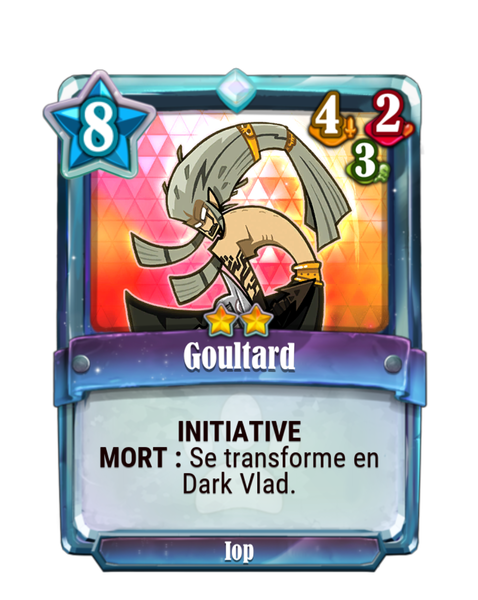 8
4
2
3
Goultard
INITIATIVE
MORT : Se transforme en
Dark Vlad.
Iop